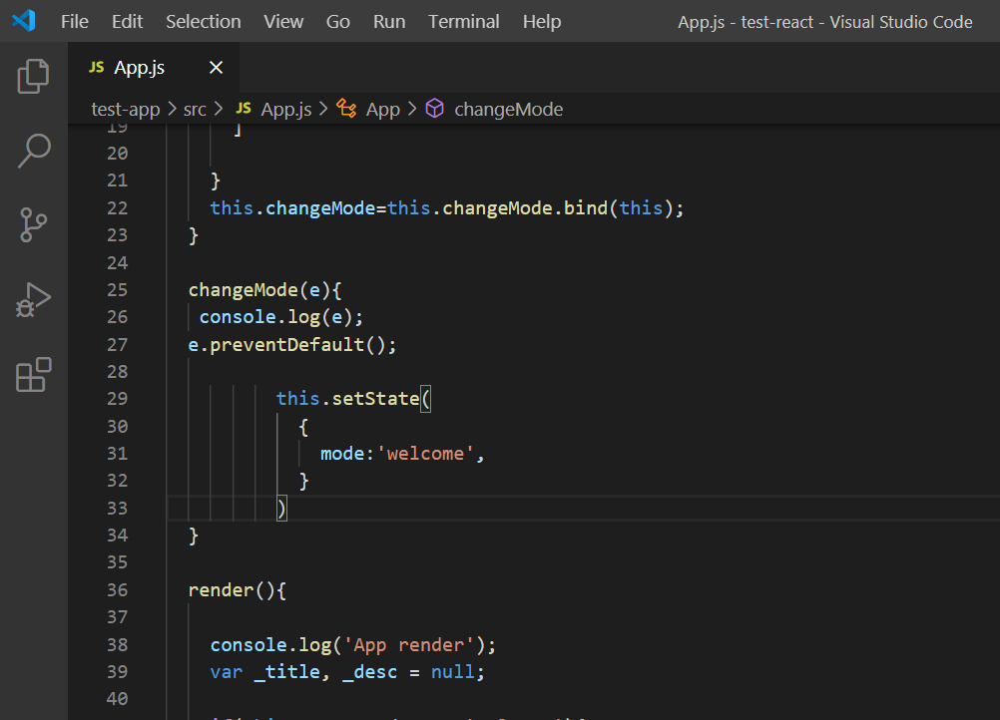 File Edit Selection View Go Run Terminal Help App.js - test-react - Visual Studio Code
JS App.js ×
test-app > src > JS App.js > App > changeMode
19 ]
20
21 }
22 this.changeMode=this.changeMode.bind(this);
23 }
24
25 changeMode(e){
26 console.log(e);
27 e.preventDefault();
28
29 this.setState(
30 {
31 mode:'welcome',
32 }
33 )
34 }
35
36 render(){
37
38 console.log('App render');
39 var _title, _desc = null;
40